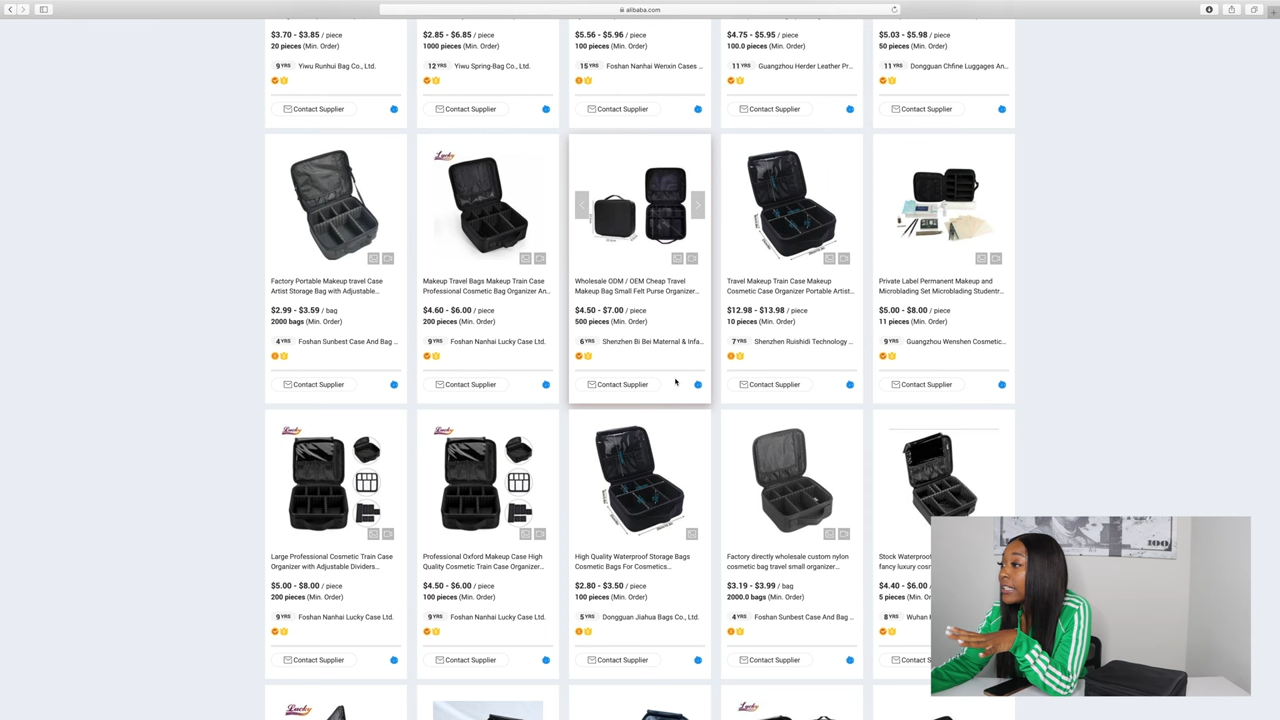 alibaba.com
$3.70 - $3.85 / piece
20 pieces (Min. Order)
9 YRS Yiwu Runhui Bag Co., Ltd.
Contact Supplier
$2.85 - $6.85 / piece
1000 pieces (Min. Order)
12 YRS Yiwu Spring-Bag Co., Ltd.
Contact Supplier
$5.56 - $5.96 / piece
100 pieces (Min. Order)
15 YRS Foshan Nanhai Wenxin Cases ...
Contact Supplier
$4.75 - $5.95 / piece
100.0 pieces (Min. Order)
11 YRS Guangzhou Herder Leather Pr...
Contact Supplier
$5.03 - $5.98 / piece
50 pieces (Min. Order)
11 YRS Dongguan Chfine Luggages An...
Contact Supplier
Factory Portable Makeup travel Case
Artist Storage Bag with Adjustable...
$2.99 - $3.59 / bag
2000 bags (Min. Order)
4 YRS Foshan Sunbest Case And Bag ...
Contact Supplier
Lucky
Makeup Travel Bags Makeup Train Case
Professional Cosmetic Bag Organizer An..
$4.60 - $6.00 / piece
200 pieces (Min. Order)
9 YRS Foshan Nanhai Lucky Case Ltd.
Contact Supplier
Wholesale ODM / OEM Cheap Travel
Makeup Bag Small Felt Purse Organizer...
$4.50 - $7.00 / piece
500 pieces (Min. Order)
6 YRS Shenzhen Bi Bei Maternal & Infa...
Contact Supplier
Travel Makeup Train Case Makeup
Cosmetic Case Organizer Portable Artist...
$12.98 - $13.98 / piece
10 pieces (Min. Order)
7 YRS Shenzhen Ruishidi Technology ...
Contact Supplier
Private Label Permanent Makeup and
Microblading Set Microblading Studentr...
$5.00 - $8.00 / piece
11 pieces (Min. Order)
9 YRS Guangzhou Wenshen Cosmetic...
Contact Supplier
Lucky
Large Professional Cosmetic Train Case
Organizer with Adjustable Dividers...
$5.00 - $8.00 / piece
200 pieces (Min. Order)
9 YRS Foshan Nanhai Lucky Case Ltd.
Contact Supplier
Lucky
Professional Oxford Makeup Case High
Quality Cosmetic Train Case Organizer...
$4.50 - $6.00 / piece
100 pieces (Min. Order)
9 YRS Foshan Nanhai Lucky Case Ltd.
Contact Supplier
High Quality Waterproof Storage Bags
Cosmetic Bags For Cosmetics...
$2.80 - $3.50 / piece
100 pieces (Min. Order)
5 YRS Dongguan Jiahua Bags Co., Ltd.
Contact Supplier
Factory directly wholesale custom nylon
cosmetic bag travel small organizer...
$3.19 - $3.99 / bag
2000.0 bags (Min. Order)
4 YRS Foshan Sunbest Case And Bag ...
Contact Supplier
Stock Waterproof
fancy luxury cos
$4.40 - $6.00
5 pieces (Min.
8 YRS Wuhan
Contact S
Lucky
Lucky
100